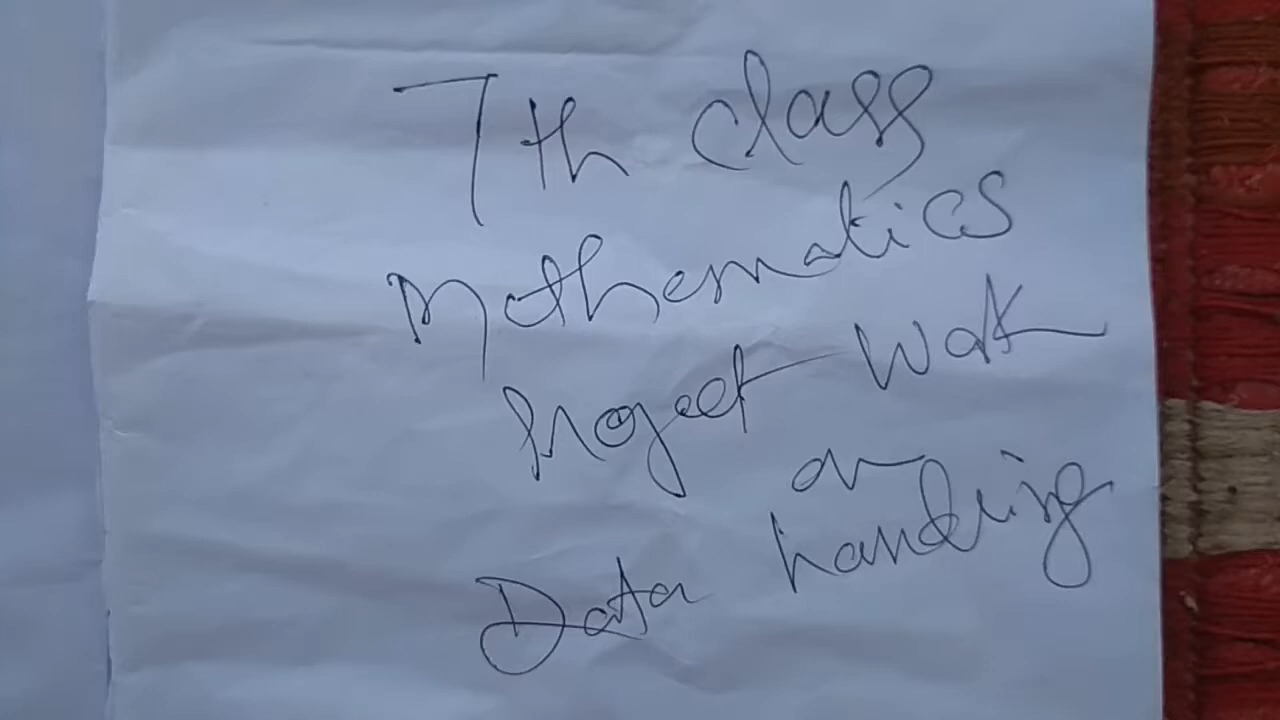 7th class
Mathematics
Project Work
on
Data handling